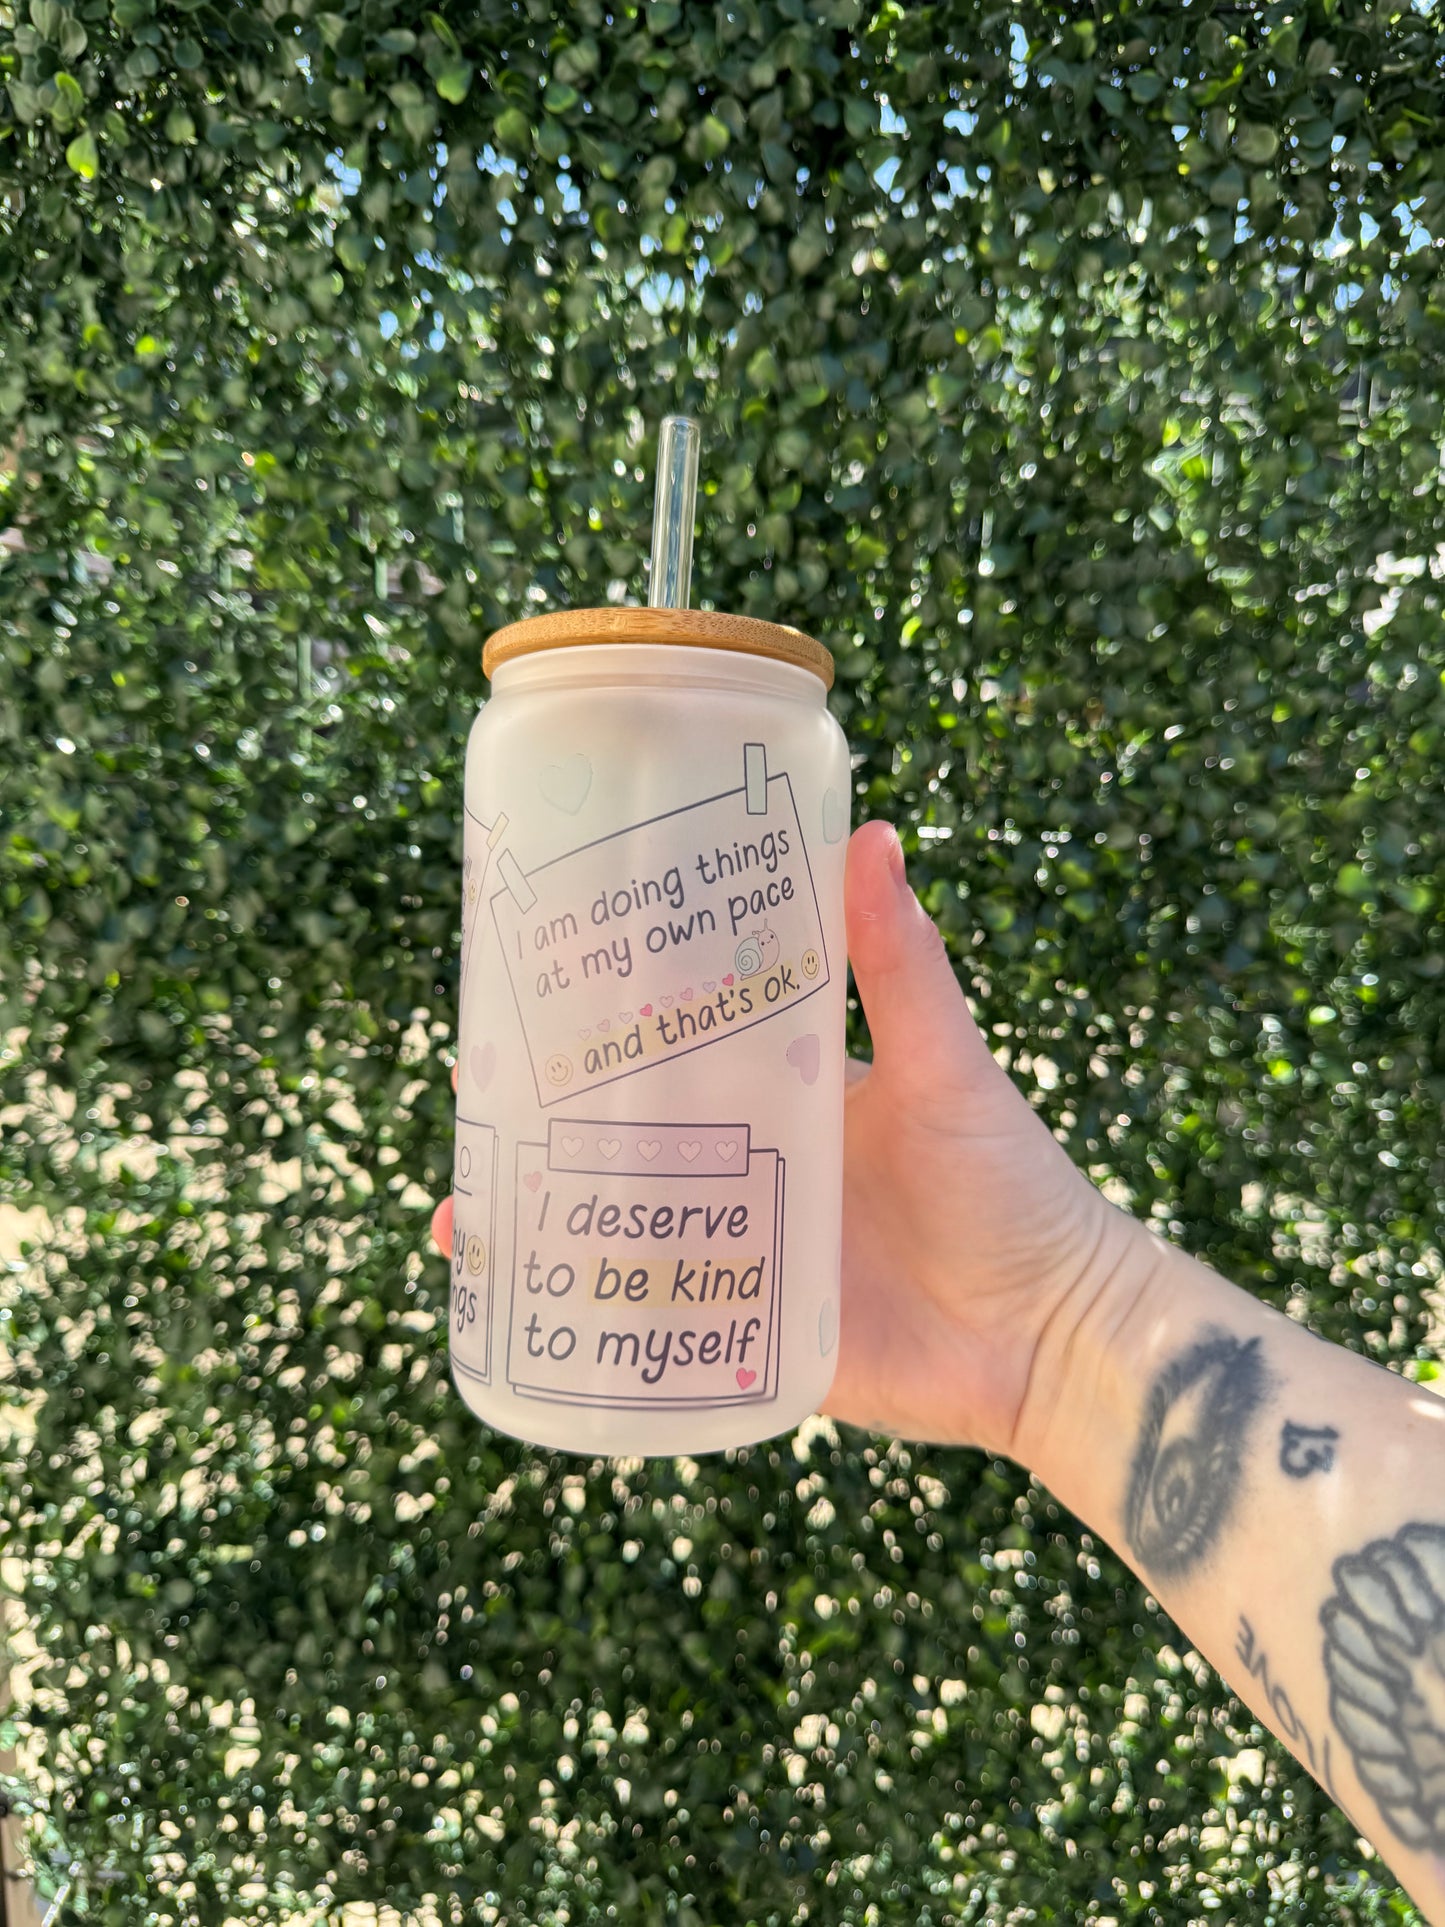 I am doing things
at my own pace
and that's ok.
I deserve
to be kind
to myself
13